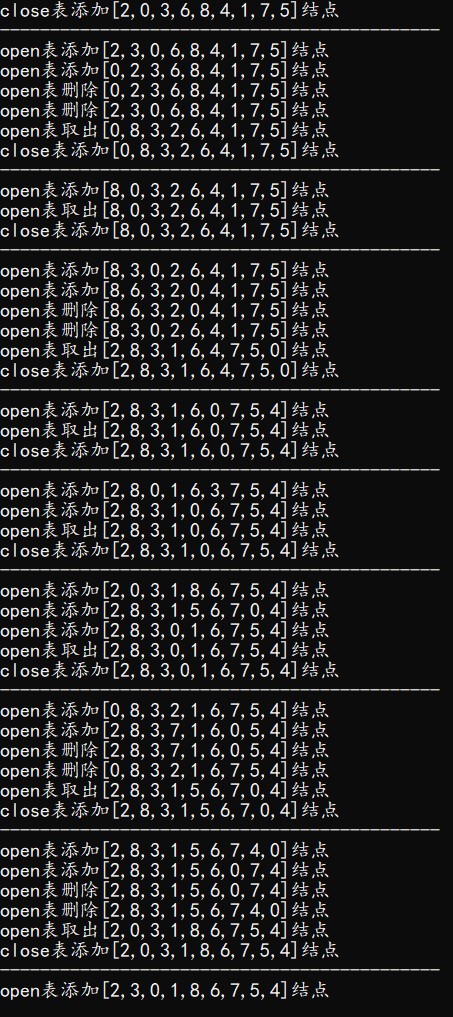 close表添加[2,0,3,6,8,4,1,7,5]结点
--------------------------------------------
open表添加[2,3,0,6,8,4,1,7,5]结点
open表添加[0,2,3,6,8,4,1,7,5]结点
open表删除[0,2,3,6,8,4,1,7,5]结点
open表删除[2,3,0,6,8,4,1,7,5]结点
open表取出[0,8,3,2,6,4,1,7,5]结点
close表添加[0,8,3,2,6,4,1,7,5]结点
--------------------------------------------
open表添加[8,0,3,2,6,4,1,7,5]结点
open表取出[8,0,3,2,6,4,1,7,5]结点
close表添加[8,0,3,2,6,4,1,7,5]结点
--------------------------------------------
open表添加[8,3,0,2,6,4,1,7,5]结点
open表添加[8,6,3,2,0,4,1,7,5]结点
open表删除[8,6,3,2,0,4,1,7,5]结点
open表删除[8,3,0,2,6,4,1,7,5]结点
open表取出[2,8,3,1,6,4,7,5,0]结点
close表添加[2,8,3,1,6,4,7,5,0]结点
--------------------------------------------
open表添加[2,8,3,1,6,0,7,5,4]结点
open表取出[2,8,3,1,6,0,7,5,4]结点
close表添加[2,8,3,1,6,0,7,5,4]结点
--------------------------------------------
open表添加[2,8,0,1,6,3,7,5,4]结点
open表添加[2,8,3,1,0,6,7,5,4]结点
open表取出[2,8,3,1,0,6,7,5,4]结点
close表添加[2,8,3,1,0,6,7,5,4]结点
--------------------------------------------
open表添加[2,0,3,1,8,6,7,5,4]结点
open表添加[2,8,3,1,5,6,7,0,4]结点
open表添加[2,8,3,0,1,6,7,5,4]结点
open表取出[2,8,3,0,1,6,7,5,4]结点
close表添加[2,8,3,0,1,6,7,5,4]结点
--------------------------------------------
open表添加[0,8,3,2,1,6,7,5,4]结点
open表添加[2,8,3,7,1,6,0,5,4]结点
open表删除[2,8,3,7,1,6,0,5,4]结点
open表删除[0,8,3,2,1,6,7,5,4]结点
open表取出[2,8,3,1,5,6,7,0,4]结点
close表添加[2,8,3,1,5,6,7,0,4]结点
--------------------------------------------
open表添加[2,8,3,1,5,6,7,4,0]结点
open表添加[2,8,3,1,5,6,0,7,4]结点
open表删除[2,8,3,1,5,6,0,7,4]结点
open表删除[2,8,3,1,5,6,7,4,0]结点
open表取出[2,0,3,1,8,6,7,5,4]结点
close表添加[2,0,3,1,8,6,7,5,4]结点
--------------------------------------------
open表添加[2,3,0,1,8,6,7,5,4]结点